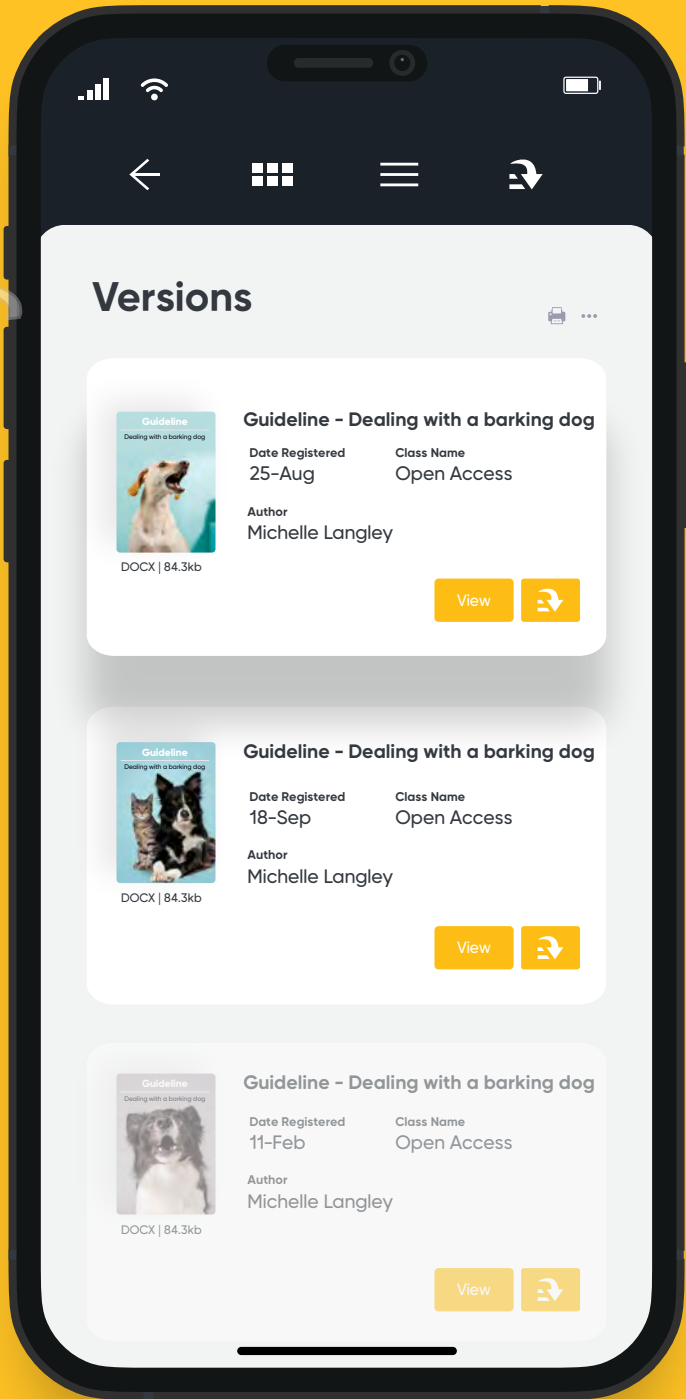 Versions
Guideline
Dealing with a barking dog
DOCX | 84.3kb
Guideline - Dealing with a barking dog
Date Registered Class Name
25-Aug Open Access
Author
Michelle Langley
View
Guideline
Dealing with a barking dog
DOCX | 84.3kb
Guideline - Dealing with a barking dog
Date Registered Class Name
18-Sep Open Access
Author
Michelle Langley
View
Guideline
Dealing with a barking dog
DOCX | 84.3kb
Guideline - Dealing with a barking dog
Date Registered Class Name
11-Feb Open Access
Author
Michelle Langley
View